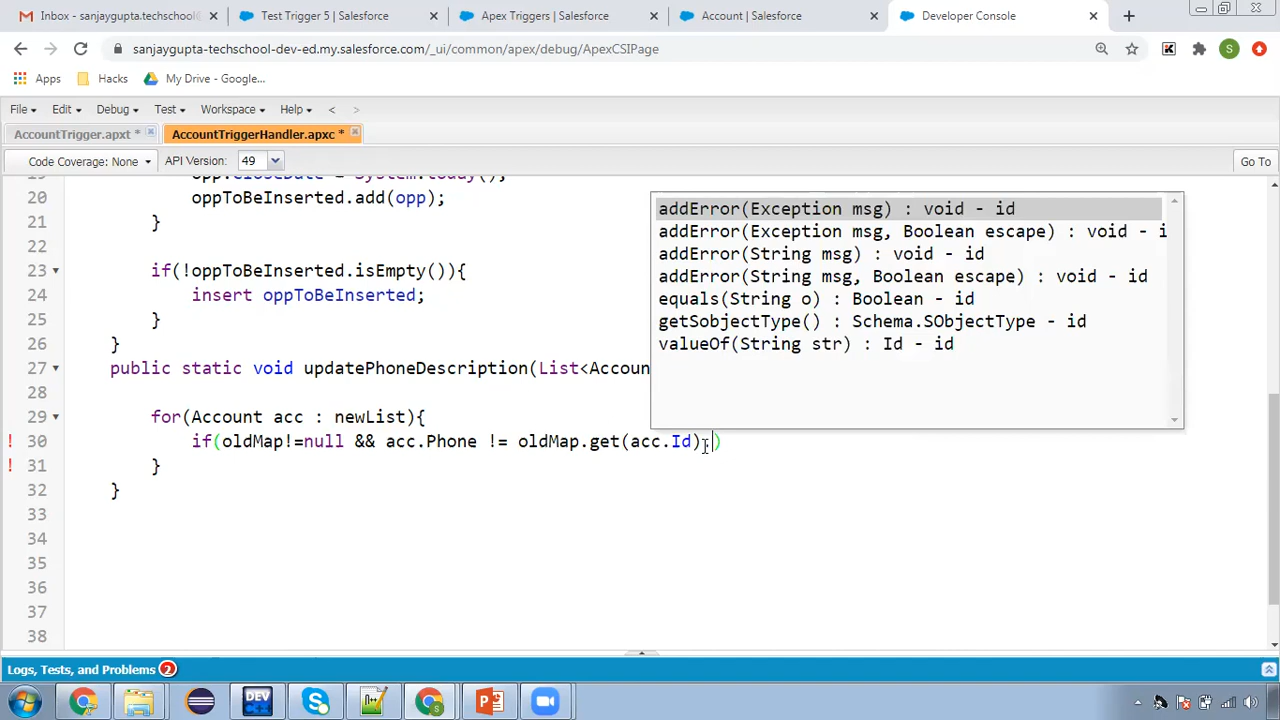 Inbox - sanjaygupta.techschool@
Test Trigger 5 | Salesforce
Apex Triggers | Salesforce
Account | Salesforce
Developer Console
sanjaygupta-techschool-dev-ed.my.salesforce.com/_ui/common/apex/debug/ApexCSIPage
S
Apps
Hacks
My Drive - Google...
File
Edit
Debug
Test
Workspace
Help
<
>
AccountTrigger.apxt *
AccountTriggerHandler.apxc *
Code Coverage: None
API Version:
49
Go To
19 opp.CloseDate = System.today();
20 oppToBeInserted.add(opp);
21 }
22
23 if(!oppToBeInserted.isEmpty()){
24 insert oppToBeInserted;
25 }
26 }
27 public static void updatePhoneDescription(List<Accoun
28
29 for(Account acc : newList){
! 30 if(oldMap!=null && acc.Phone != oldMap.get(acc.Id).)
! 31 }
32 }
33
34
35
36
37
38
addError(Exception msg) : void - id
addError(Exception msg, Boolean escape) : void - i
addError(String msg) : void - id
addError(String msg, Boolean escape) : void - id
equals(String o) : Boolean - id
getSobjectType() : Schema.SObjectType - id
valueOf(String str) : Id - id
Logs, Tests, and Problems 2
DEV
C++